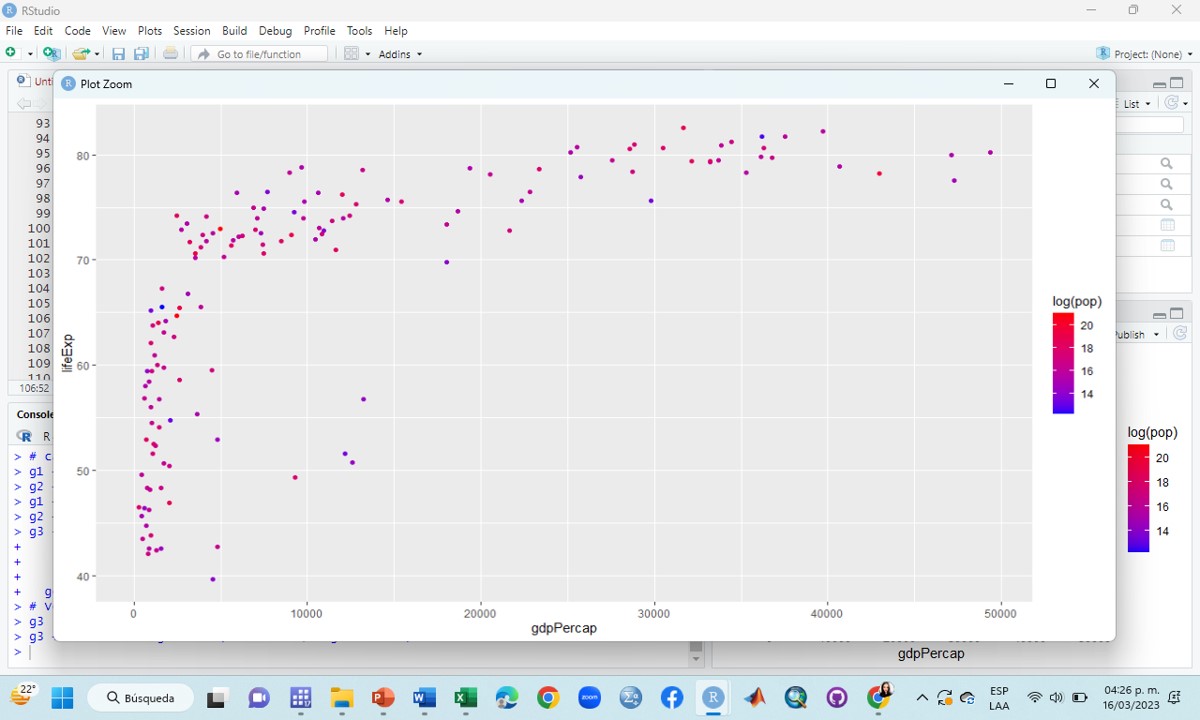 RStudio
File Edit Code View Plots Session Build Debug Profile Tools Help
Go to file/function Addins Project: (None)
Plot Zoom
List
93
94
95
96
97
98
99
100
101
102
103
104
105
106
107
108
109
110
106:52
Console
R
> # c
> g1
> g2
> g1
> g2
> g3
+
+
+
+ g
> # V
> g3
> g3
>
80
70
60
50
40
lifeExp
0 10000 20000 30000 40000 50000
gdpPercap
log(pop)
20
18
16
14
log(pop)
20
18
16
14
gdpPercap
22°
Búsqueda
zoom
ESP
LAA
04:26 p. m.
16/03/2023